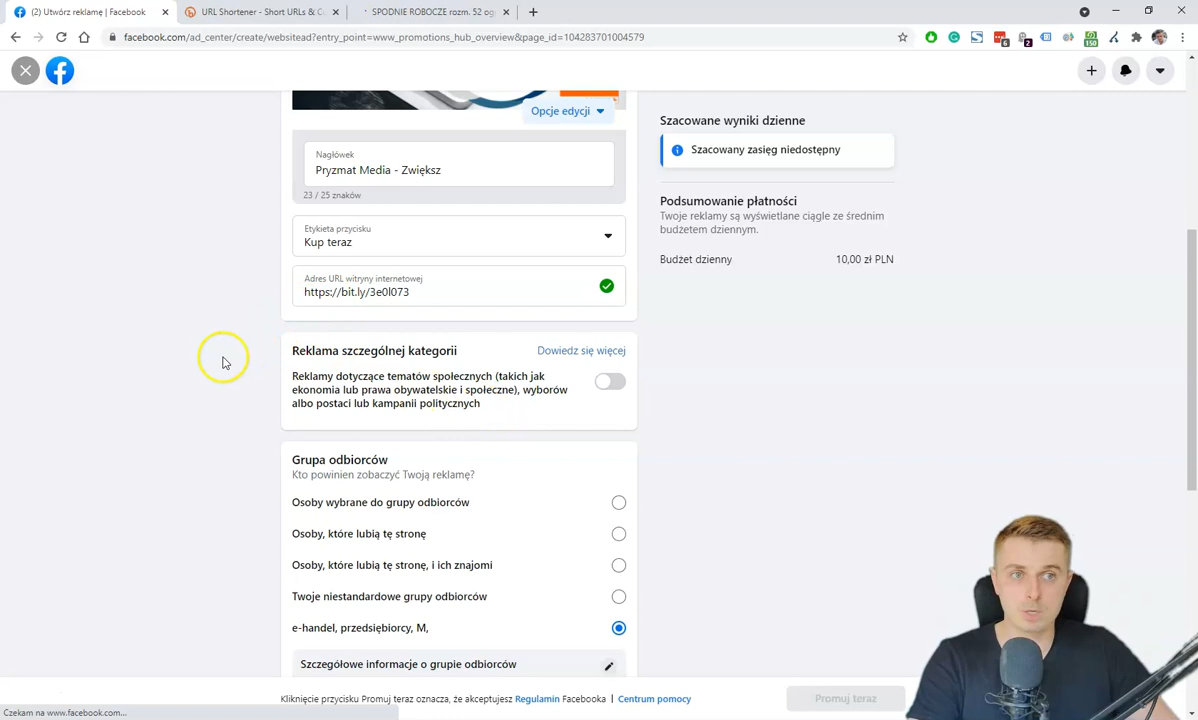 (2) Utwórz reklamę | Facebook
URL Shortener - Short URLs & C
SPODNIE ROBOCZE rozm. 52 og
facebook.com/ad_center/create/websitead?entry_point=www_promotions_hub_overview&page_id=104283701004579
6
2
150
Opcje edycji
Nagłówek
Pryzmat Media - Zwiększ
23 / 25 znaków
Etykieta przycisku
Kup teraz
Adres URL witryny internetowej
https://bit.ly/3e0l073
Reklama szczególnej kategorii
Dowiedz się więcej
Reklamy dotyczące tematów społecznych (takich jak
ekonomia lub prawa obywatelskie i społeczne), wyborów
albo postaci lub kampanii politycznych
Grupa odbiorców
Kto powinien zobaczyć Twoją reklamę?
Osoby wybrane do grupy odbiorców
Osoby, które lubią tę stronę
Osoby, które lubią tę stronę, i ich znajomi
Twoje niestandardowe grupy odbiorców
e-handel, przedsiębiorcy, M,
Szczegółowe informacje o grupie odbiorców
Szacowane wyniki dzienne
Szacowany zasięg niedostępny
Podsumowanie płatności
Twoje reklamy są wyświetlane ciągle ze średnim
budżetem dziennym.
Budżet dzienny
10,00 zł PLN
Kliknięcie przycisku Promuj teraz oznacza, że akceptujesz Regulamin Facebooka | Centrum pomocy
Promuj teraz
Czekam na www.facebook.com...